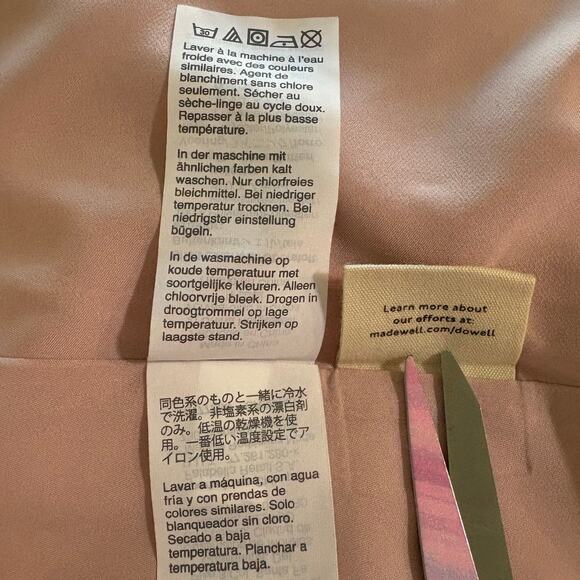 30
Laver à la machine à l'eau
froide avec des couleurs
similaires. Agent de
blanchiment sans chlore
seulement. Sécher au
sèche-linge au cycle doux.
Repasser à la plus basse
température.
In der maschine mit
ähnlichen farben kalt
waschen. Nur chlorfreies
bleichmittel. Bei niedriger
temperatur trocknen. Bei
niedrigster einstellung
bügeln.
In de wasmachine op
koude temperatuur met
soortgelijke kleuren. Alleen
chloorvrije bleek. Drogen in
droogtrommel op lage
temperatuur. Strijken op
laagste stand.
同色系のものと一緒に冷水
で洗濯。非塩素系の漂白剤
のみ。低温の乾燥機を使
用。一番低い温度設定でア
イロン使用。
Lavar a máquina, con agua
fría y con prendas de
colores similares. Solo
blanqueador sin cloro.
Secado a baja
temperatura. Planchar a
temperatura baja.
Learn more about
our efforts at:
madewell.com/dowell